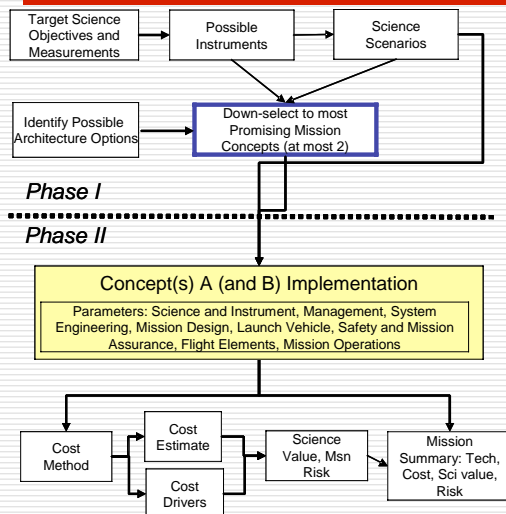 Target Science
Objectives and
Measurements
Possible
Instruments
Science
Scenarios
Identify Possible
Architecture Options
Down-select to most
Promising Mission
Concepts (at most 2)
Phase I
Phase II
Concept(s) A (and B) Implementation
Parameters: Science and Instrument, Management, System
Engineering, Mission Design, Launch Vehicle, Safety and Mission
Assurance, Flight Elements, Mission Operations
Cost
Method
Cost
Estimate
Cost
Drivers
Science
Value, Msn
Risk
Mission
Summary: Tech,
Cost, Sci value,
Risk